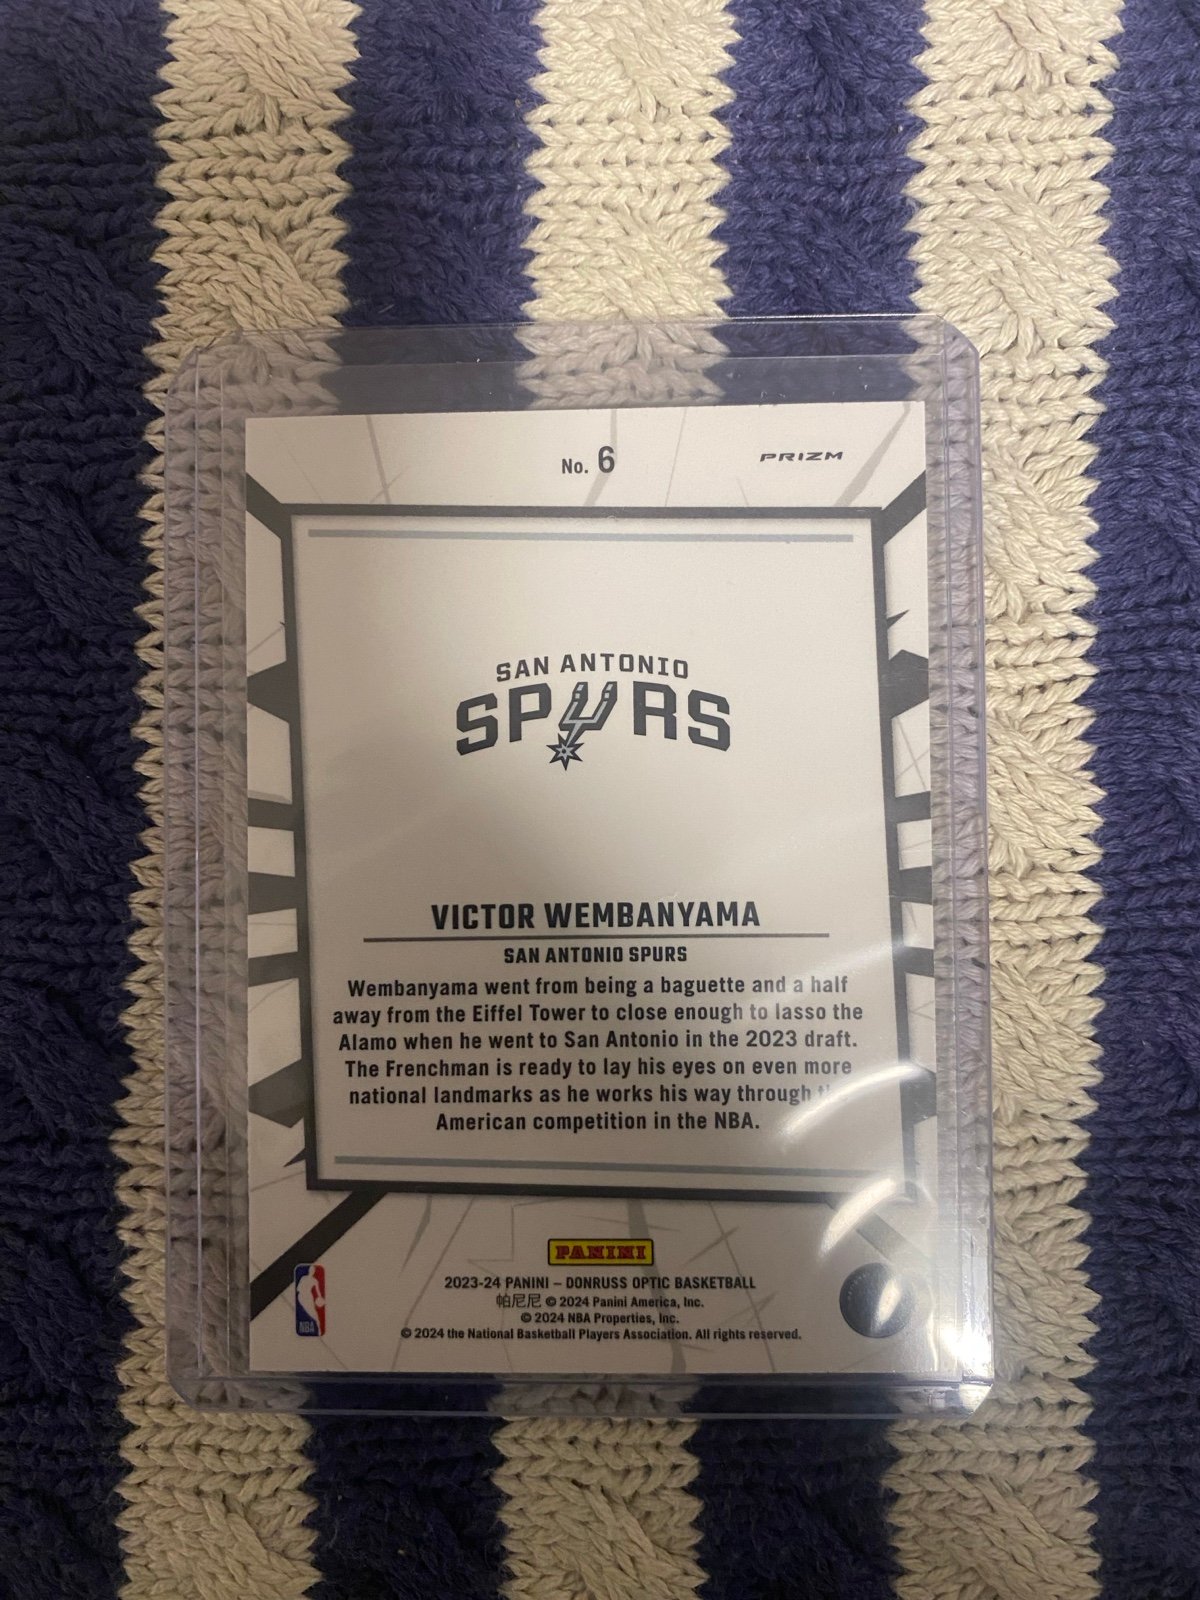 No. 6
PRIZM
SAN ANTONIO
SPURS
VICTOR WEMBANYAMA
SAN ANTONIO SPURS
Wembanyama went from being a baguette and a half
away from the Eiffel Tower to close enough to lasso the
Alamo when he went to San Antonio in the 2023 draft.
The Frenchman is ready to lay his eyes on even more
national landmarks as he works his way through the
American competition in the NBA.
PANINI
2023-24 PANINI – DONRUSS OPTIC BASKETBALL
帕尼尼 © 2024 Panini America, Inc.
© 2024 NBA Properties, Inc.
© 2024 the National Basketball Players Association. All rights reserved.
NBA